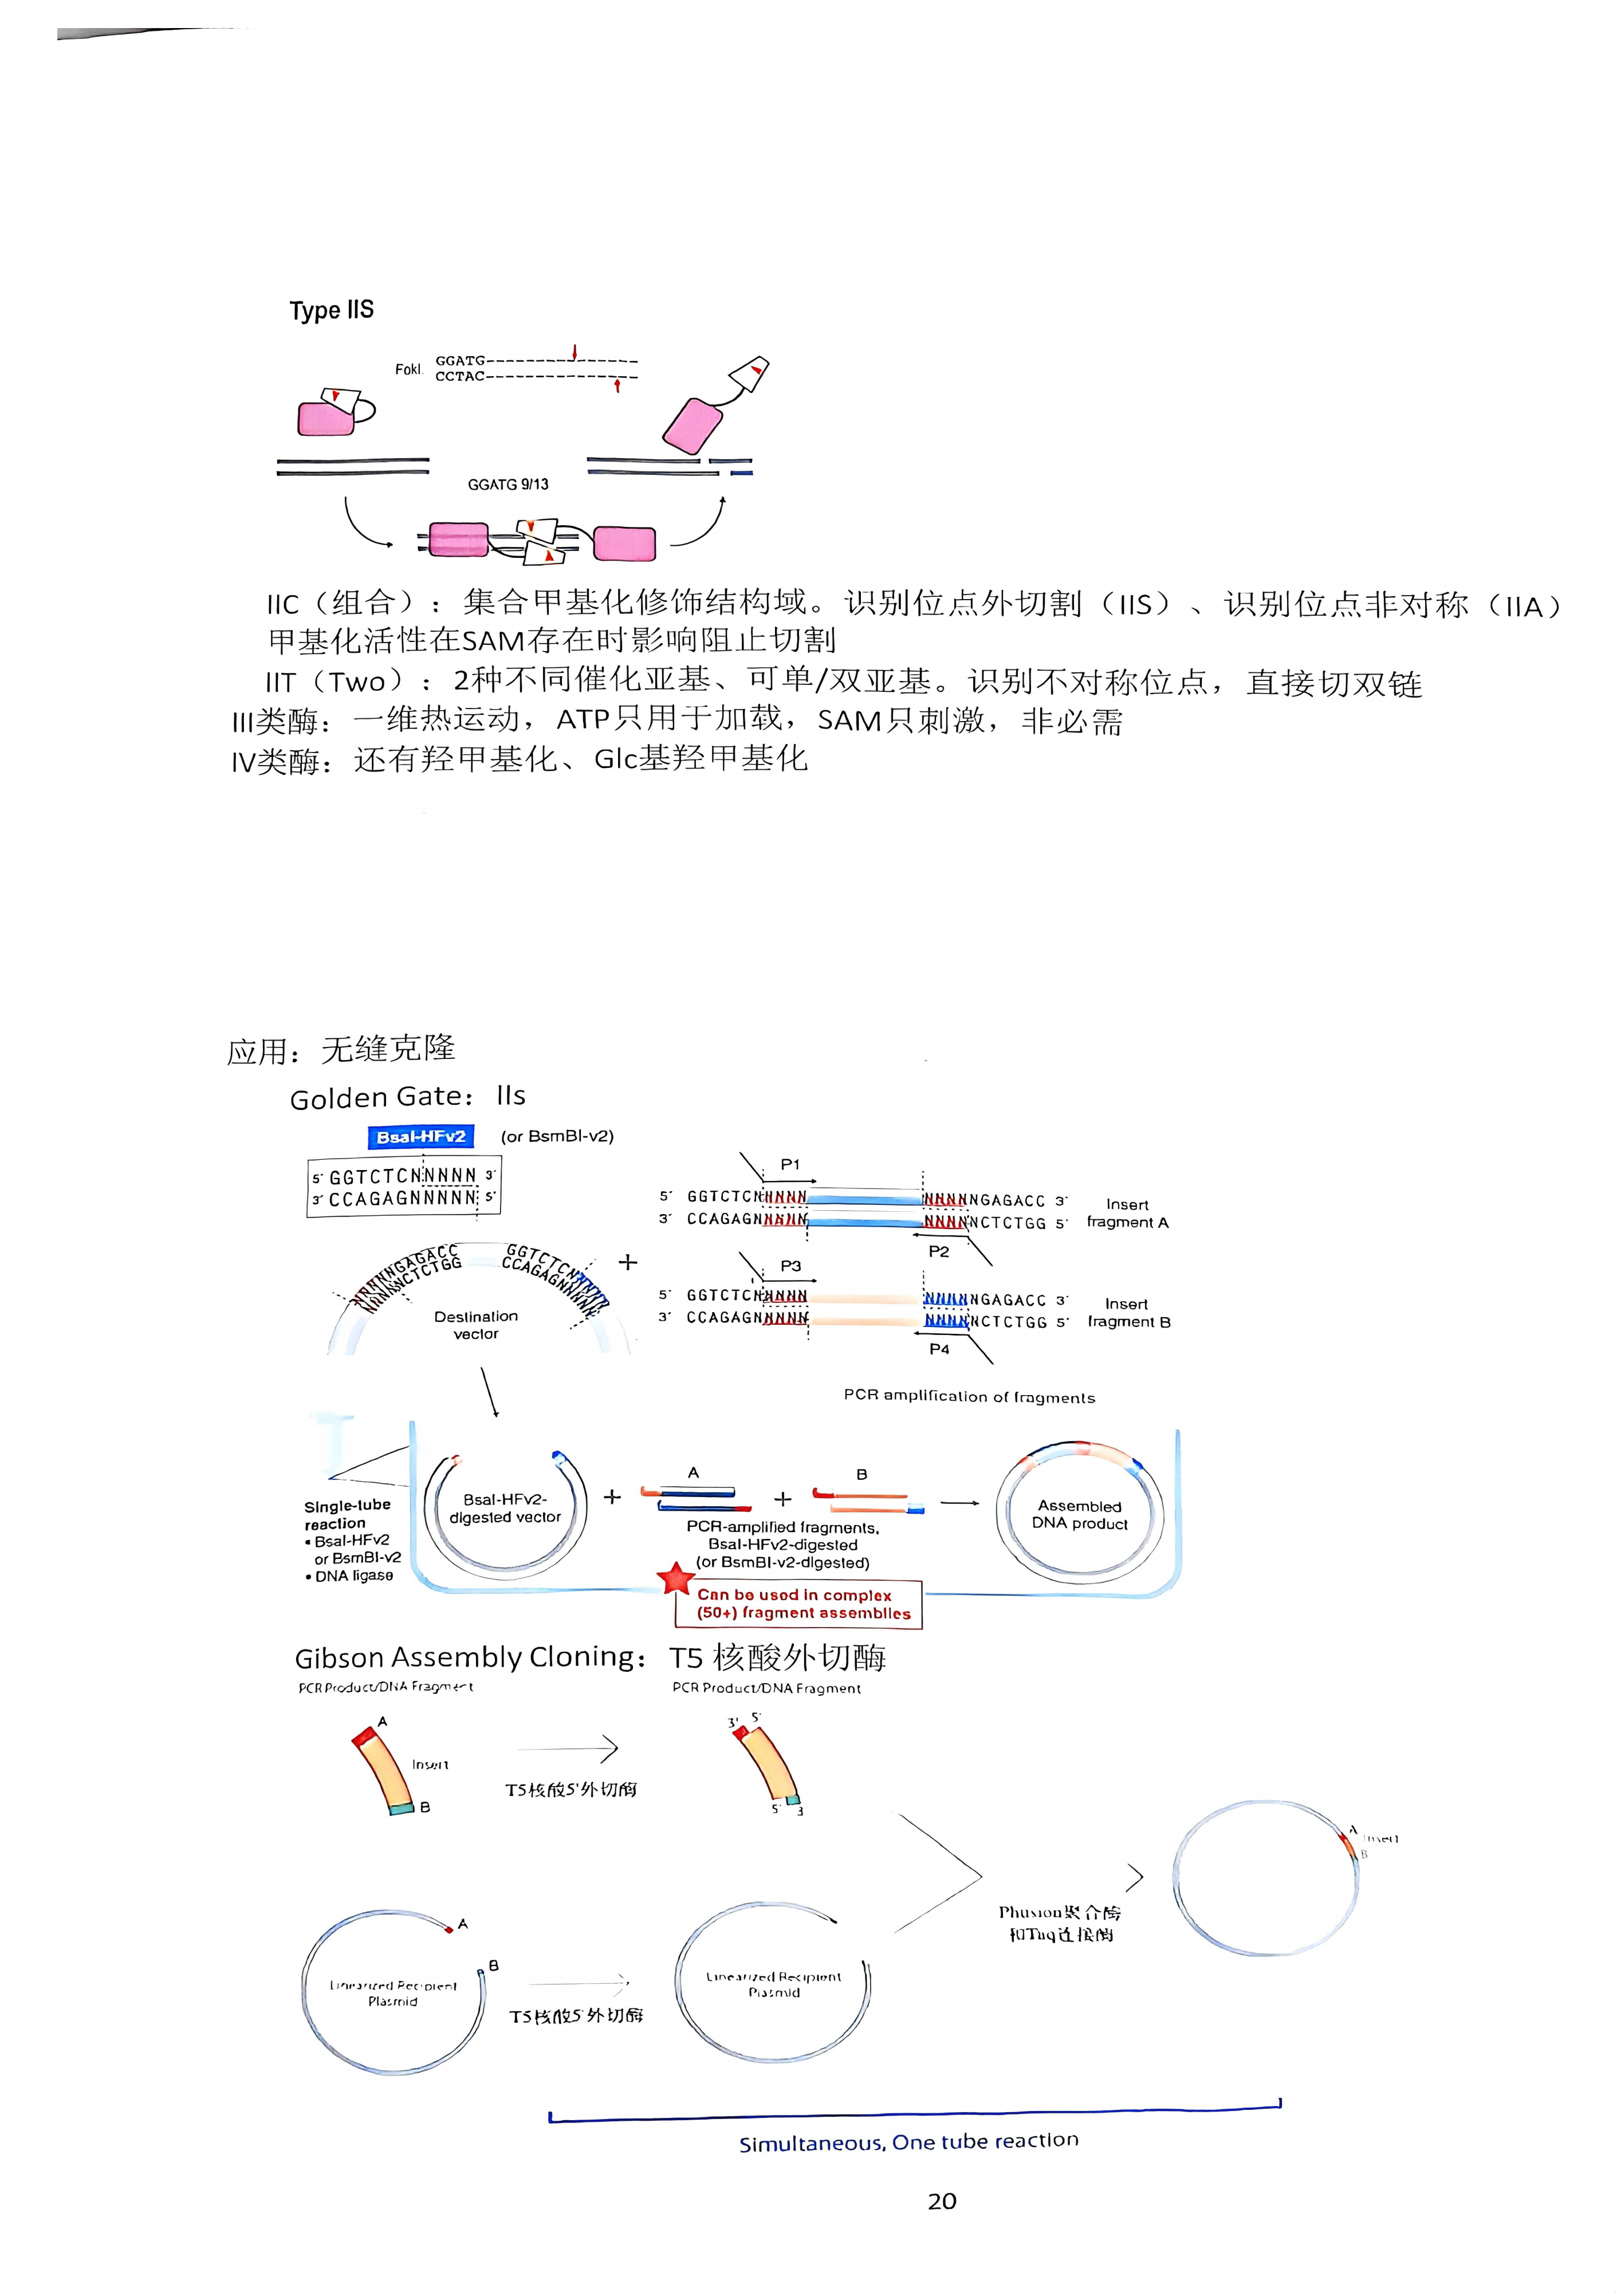 Type IIS
FokI. GGATG
CCTAC
GGATG 9/13
IIC（组合）：集合甲基化修饰结构域。识别位点外切割（IIS）、识别位点非对称（IIA）
甲基化活性在SAM存在时影响阻止切割
IIT（Two）：2种不同催化亚基、可单/双亚基。识别不对称位点，直接切双链
III类酶：一维热运动，ATP只用于加载，SAM只刺激，非必需
IV类酶：还有羟甲基化、Glc基羟甲基化
应用：无缝克隆
Golden Gate： IIs
BsaI-HFv2 (or BsmBI-v2)
5′ GGTCTCNNNNN 3′
3′ CCAGAGNNNNN 5′
P1
5′ GGTCTCNNNNN NNNNNGAGACC 3′
3′ CCAGAGNNNNN NNNNNCTCTGG 5′
Insert
fragment A
P2
NNNNNGAGACC
NNNNNCTCTGG
GGTCTCNNNNN
CCAGAGNNNNN
+
Destination
vector
P3
5′ GGTCTCNNNNN NNNNNGAGACC 3′
3′ CCAGAGNNNNN NNNNNCTCTGG 5′
Insert
fragment B
P4
PCR amplification of fragments
Single-tube
reaction
• BsaI-HFv2
or BsmBI-v2
• DNA ligase
BsaI-HFv2-
digested vector
+
A
+
B
PCR-amplified fragments,
BsaI-HFv2-digested
(or BsmBI-v2-digested)
Assembled
DNA product
Can be used in complex
(50+) fragment assemblies
Gibson Assembly Cloning： T5 核酸外切酶
PCR Product/DNA Fragment
PCR Product/DNA Fragment
A
Insert
B
T5核酸5'外切酶
3' 5'
5' 3
A
Insert
B
Phusion聚合酶
和Taq连接酶
A
B
Linearized Recipient
Plasmid
T5核酸5'外切酶
Linearized Recipient
Plasmid
Simultaneous, One tube reaction
20